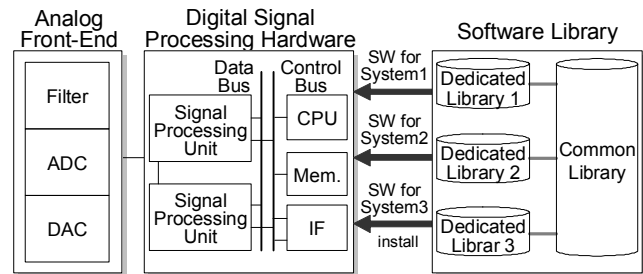 Analog
Front-End
Filter
ADC
DAC
Digital Signal
Processing Hardware
Data
Bus
Control
Bus
Signal
Processing
Unit
Signal
Processing
Unit
CPU
Mem.
IF
SW for
System1
SW for
System2
SW for
System3
install
Software Library
Dedicated
Library 1
Dedicated
Library 2
Dedicated
Librar 3
Common
Library